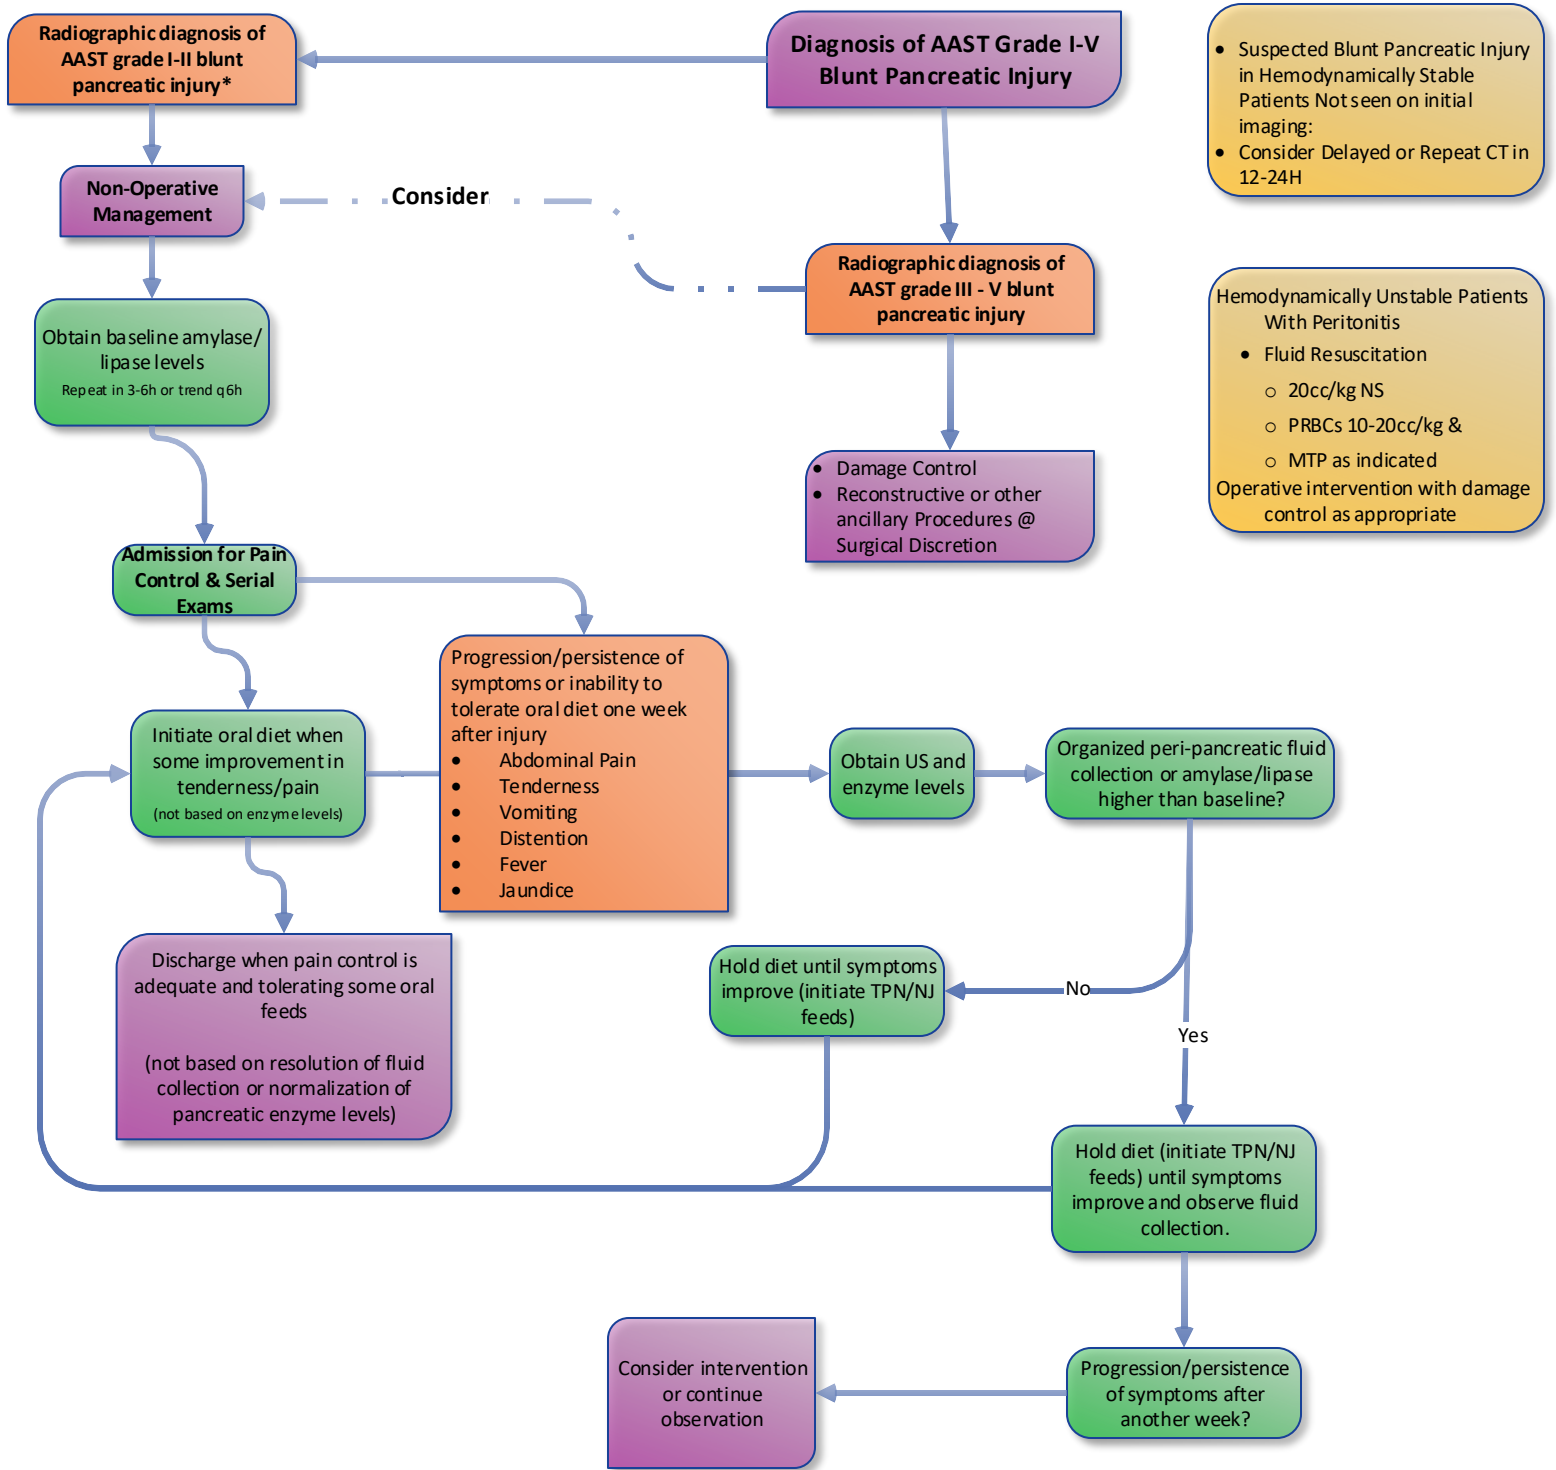 Radiographic diagnosis of
AAST grade I-II blunt
pancreatic injury*
Diagnosis of AAST Grade I-V
Blunt Pancreatic Injury
• Suspected Blunt Pancreatic Injury
in Hemodynamically Stable
Patients Not seen on initial
imaging:
• Consider Delayed or Repeat CT in
12-24H
Non-Operative
Management
Consider
Radiographic diagnosis of
AAST grade III - V blunt
pancreatic injury
Hemodynamically Unstable Patients
With Peritonitis
• Fluid Resuscitation
o 20cc/kg NS
o PRBCs 10-20cc/kg &
o MTP as indicated
Operative intervention with damage
control as appropriate
Obtain baseline amylase/
lipase levels
Repeat in 3-6h or trend q6h
• Damage Control
• Reconstructive or other
ancillary Procedures @
Surgical Discretion
Admission for Pain
Control & Serial
Exams
Progression/persistence of
symptoms or inability to
tolerate oral diet one week
after injury
• Abdominal Pain
• Tenderness
• Vomiting
• Distention
• Fever
• Jaundice
Initiate oral diet when
some improvement in
tenderness/pain
(not based on enzyme levels)
Obtain US and
enzyme levels
Organized peri-pancreatic fluid
collection or amylase/lipase
higher than baseline?
Discharge when pain control is
adequate and tolerating some oral
feeds
(not based on resolution of fluid
collection or normalization of
pancreatic enzyme levels)
Hold diet until symptoms
improve (initiate TPN/NJ
feeds)
No
Yes
Hold diet (initiate TPN/NJ
feeds) until symptoms
improve and observe fluid
collection.
Progression/persistence
of symptoms after
another week?
Consider intervention
or continue
observation